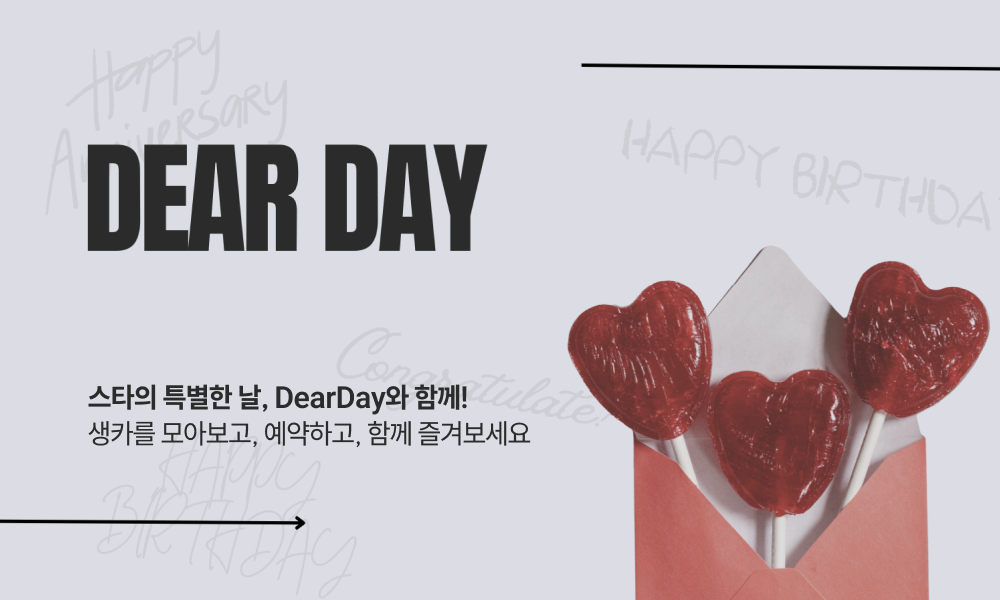 Happy
Anniversary
DEAR DAY
HAPPY BIRTHDA
Congratulate!
스타의 특별한 날, DearDay와 함께!
생카를 모아보고, 예약하고, 함께 즐겨보세요
HAPPY
BIRTHDAY